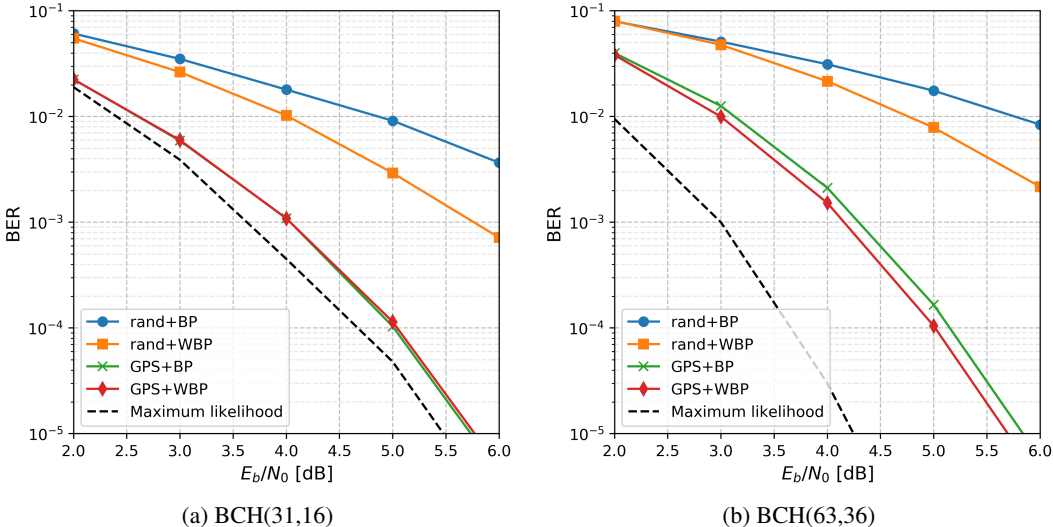 10⁻¹
10⁻²
10⁻³
10⁻⁴
10⁻⁵
BER
rand+BP
rand+WBP
GPS+BP
GPS+WBP
Maximum likelihood
2.0 2.5 3.0 3.5 4.0 4.5 5.0 5.5 6.0
E_b/N_0 [dB]
(a) BCH(31,16)
10⁻¹
10⁻²
10⁻³
10⁻⁴
10⁻⁵
BER
rand+BP
rand+WBP
GPS+BP
GPS+WBP
Maximum likelihood
2.0 2.5 3.0 3.5 4.0 4.5 5.0 5.5 6.0
E_b/N_0 [dB]
(b) BCH(63,36)